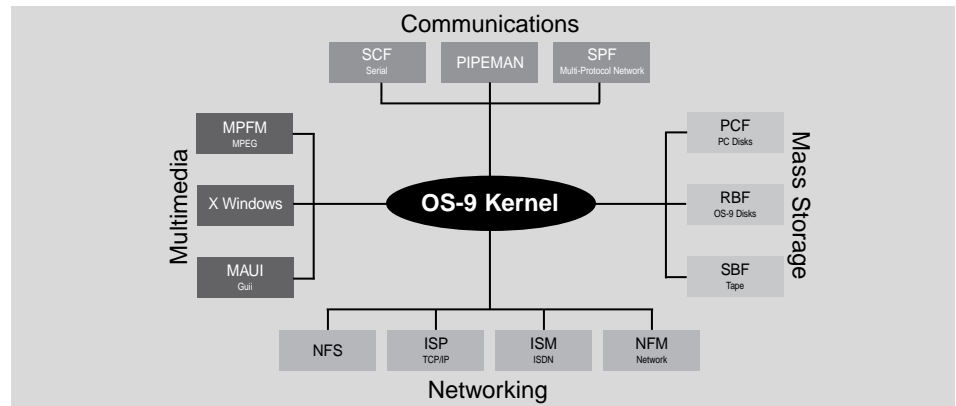 Communications
SCF
Serial
PIPEMAN
SPF
Multi-Protocol Network
Multimedia
MPFM
MPEG
X Windows
MAUI
Guii
OS-9 Kernel
PCF
PC Disks
RBF
OS-9 Disks
SBF
Tape
Mass Storage
NFS
ISP
TCP/IP
ISM
ISDN
NFM
Network
Networking